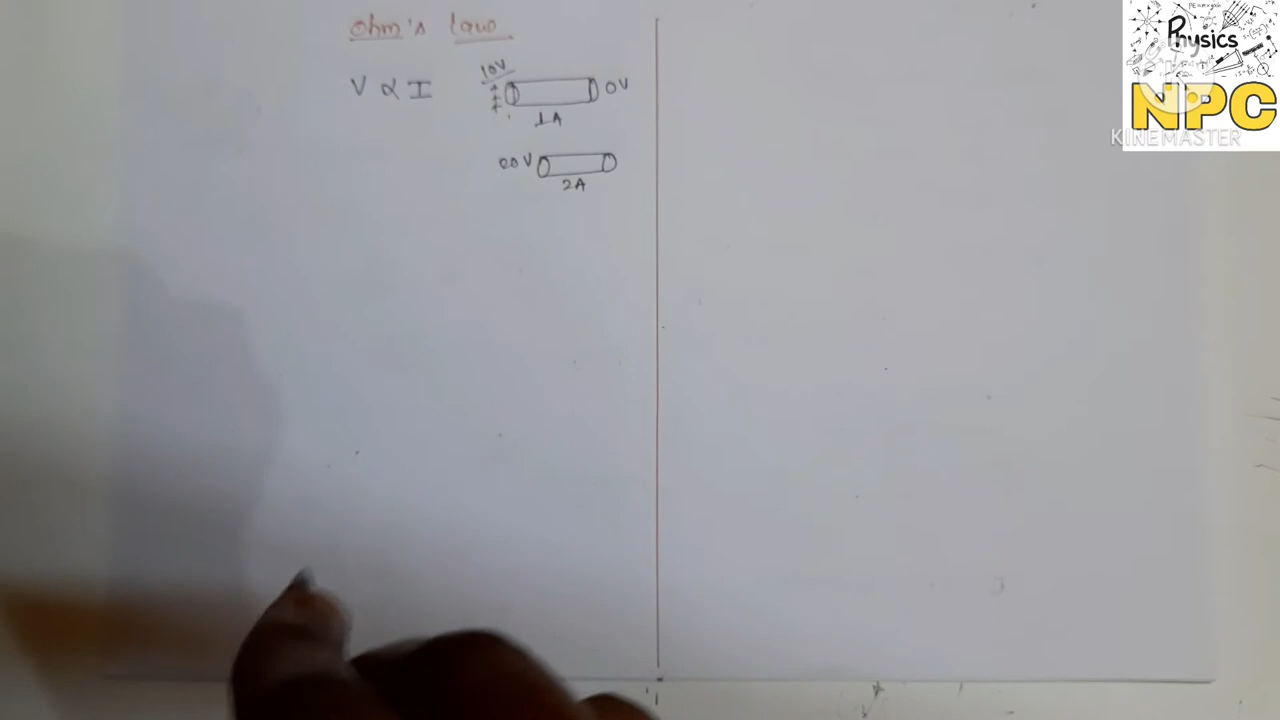 Ohm's law
V ∝ I
10V
0V
1A
20V
2A
Physics
NPC
KINEMASTER